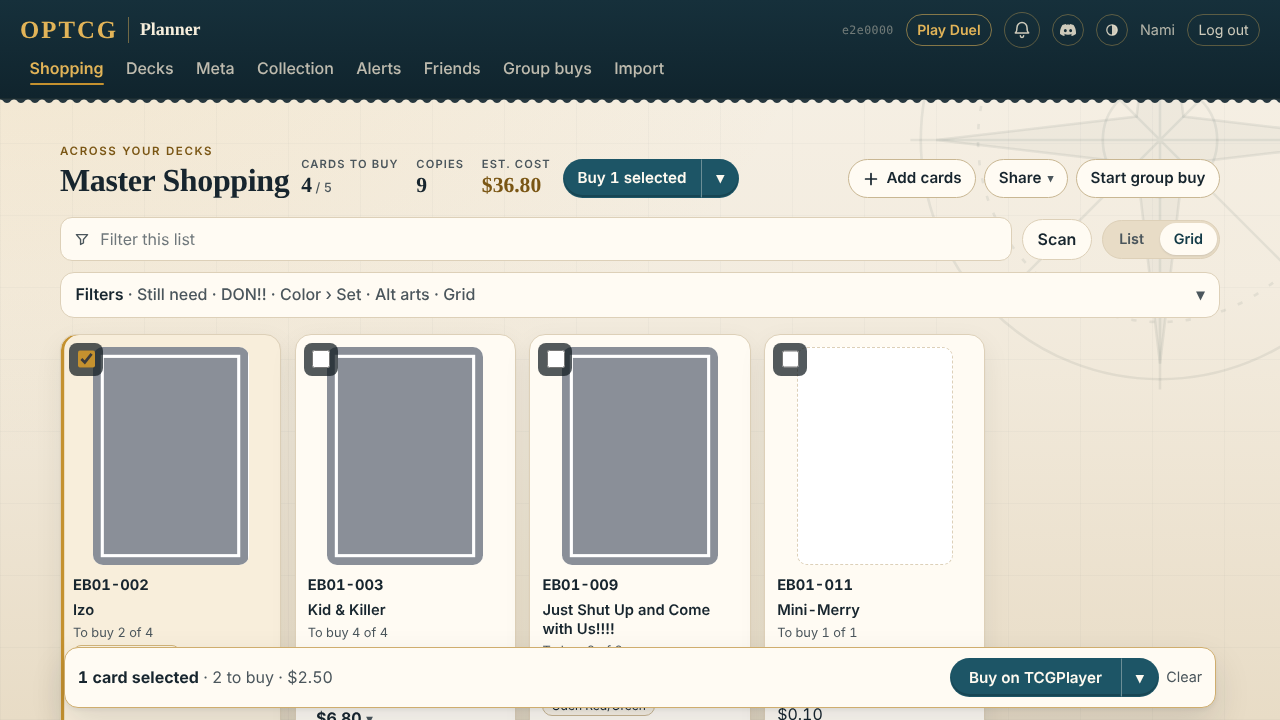 OPTCG Planner
e2e0000 Play Duel Nami Log out
Shopping Decks Meta Collection Alerts Friends Group buys Import
ACROSS YOUR DECKS
Master Shopping
CARDS TO BUY COPIES EST. COST
4 / 5 9 $36.80
Buy 1 selected ▼
+ Add cards Share ▾ Start group buy
Filter this list
Scan List Grid
Filters · Still need · DON!! · Color › Set · Alt arts · Grid ▼
EB01-002
Izo
To buy 2 of 4
EB01-003
Kid & Killer
To buy 4 of 4
$6.80 ▾
EB01-009
Just Shut Up and Come
with Us!!!!
EB01-011
Mini-Merry
To buy 1 of 1
$0.10
1 card selected · 2 to buy · $2.50
Buy on TCGPlayer ▼ Clear